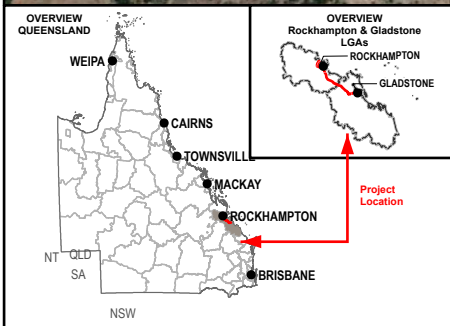 OVERVIEW
QUEENSLAND
WEIPA
CAIRNS
TOWNSVILLE
MACKAY
ROCKHAMPTON
BRISBANE
NT
QLD
SA
NSW
OVERVIEW
Rockhampton & Gladstone
LGAs
ROCKHAMPTON
GLADSTONE
Project
Location